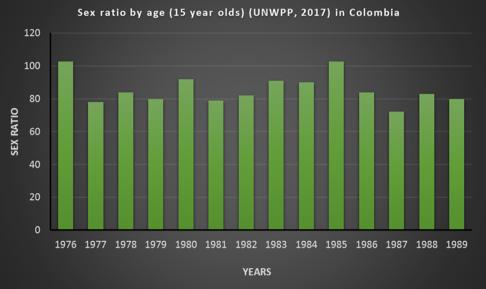 Sex ratio by age (15 year olds) (UNWPP, 2017) in Colombia
120
100
80
60
40
20
0
SEX RATIO
1976 1977 1978 1979 1980 1981 1982 1983 1984 1985 1986 1987 1988 1989
YEARS